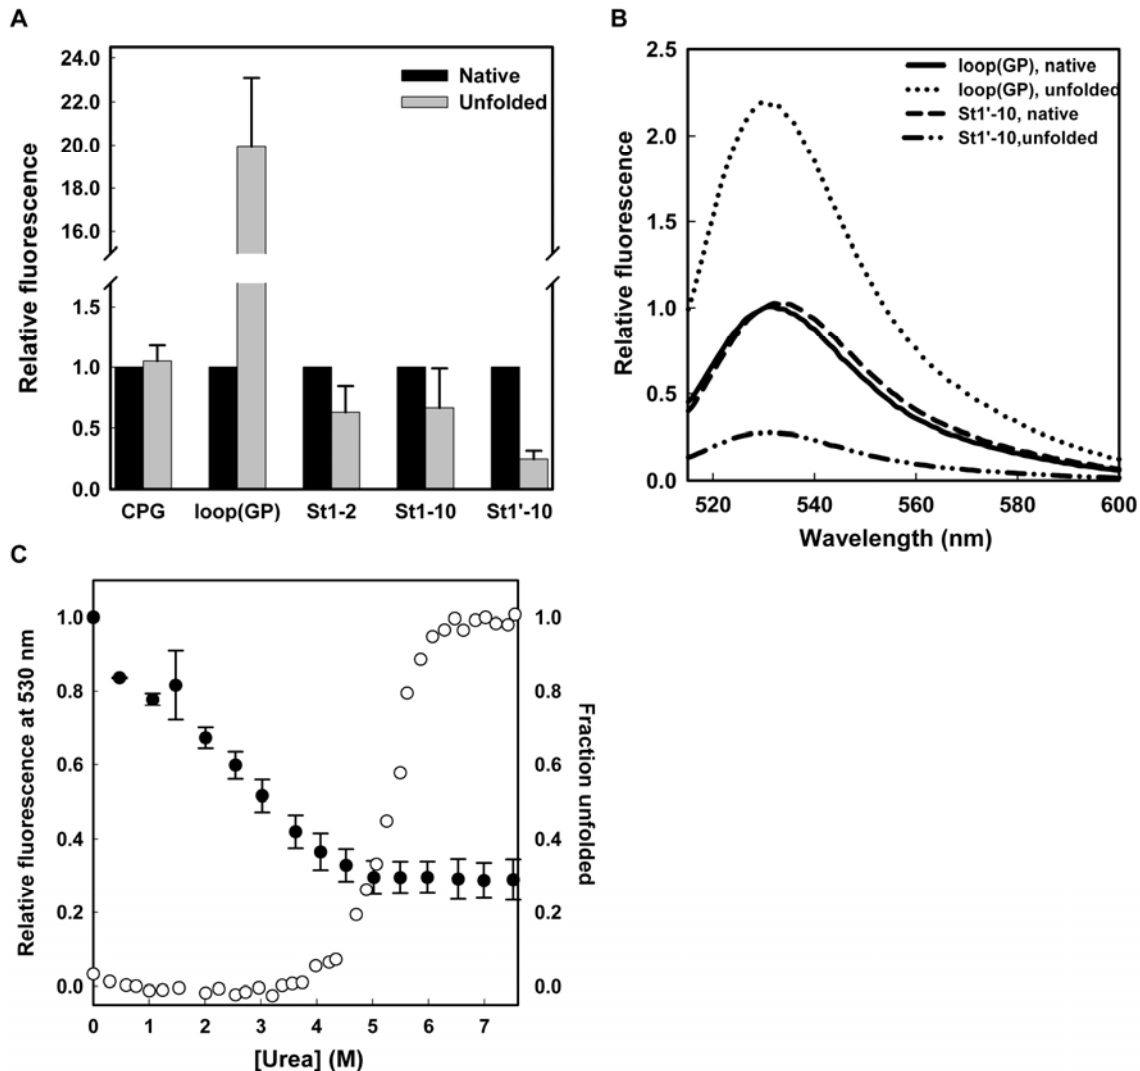 A
Relative fluorescence
24.0
22.0
20.0
18.0
16.0
1.5
1.0
0.5
0.0
Native
Unfolded
CPG loop(GP) St1-2 St1-10 St1'-10
B
Relative fluorescence
2.5
2.0
1.5
1.0
0.5
0.0
loop(GP), native
loop(GP), unfolded
St1'-10, native
St1'-10,unfolded
520 540 560 580 600
Wavelength (nm)
C
Relative fluorescence at 530 nm
1.0
0.8
0.6
0.4
0.2
0.0
1.0
0.8
0.6
0.4
0.2
0.0
Fraction unfolded
0 1 2 3 4 5 6 7
[Urea] (M)